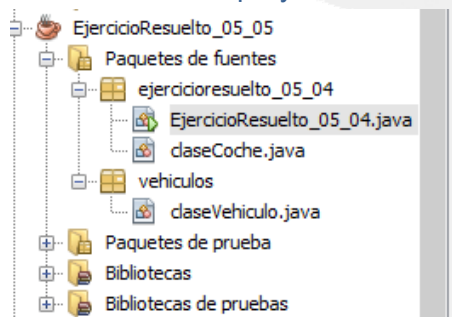 EjercicioResuelto_05_05
Paquetes de fuentes
ejercicioresuelto_05_04
EjercicioResuelto_05_04.java
claseCoche.java
vehiculos
claseVehiculo.java
Paquetes de prueba
Bibliotecas
Bibliotecas de pruebas